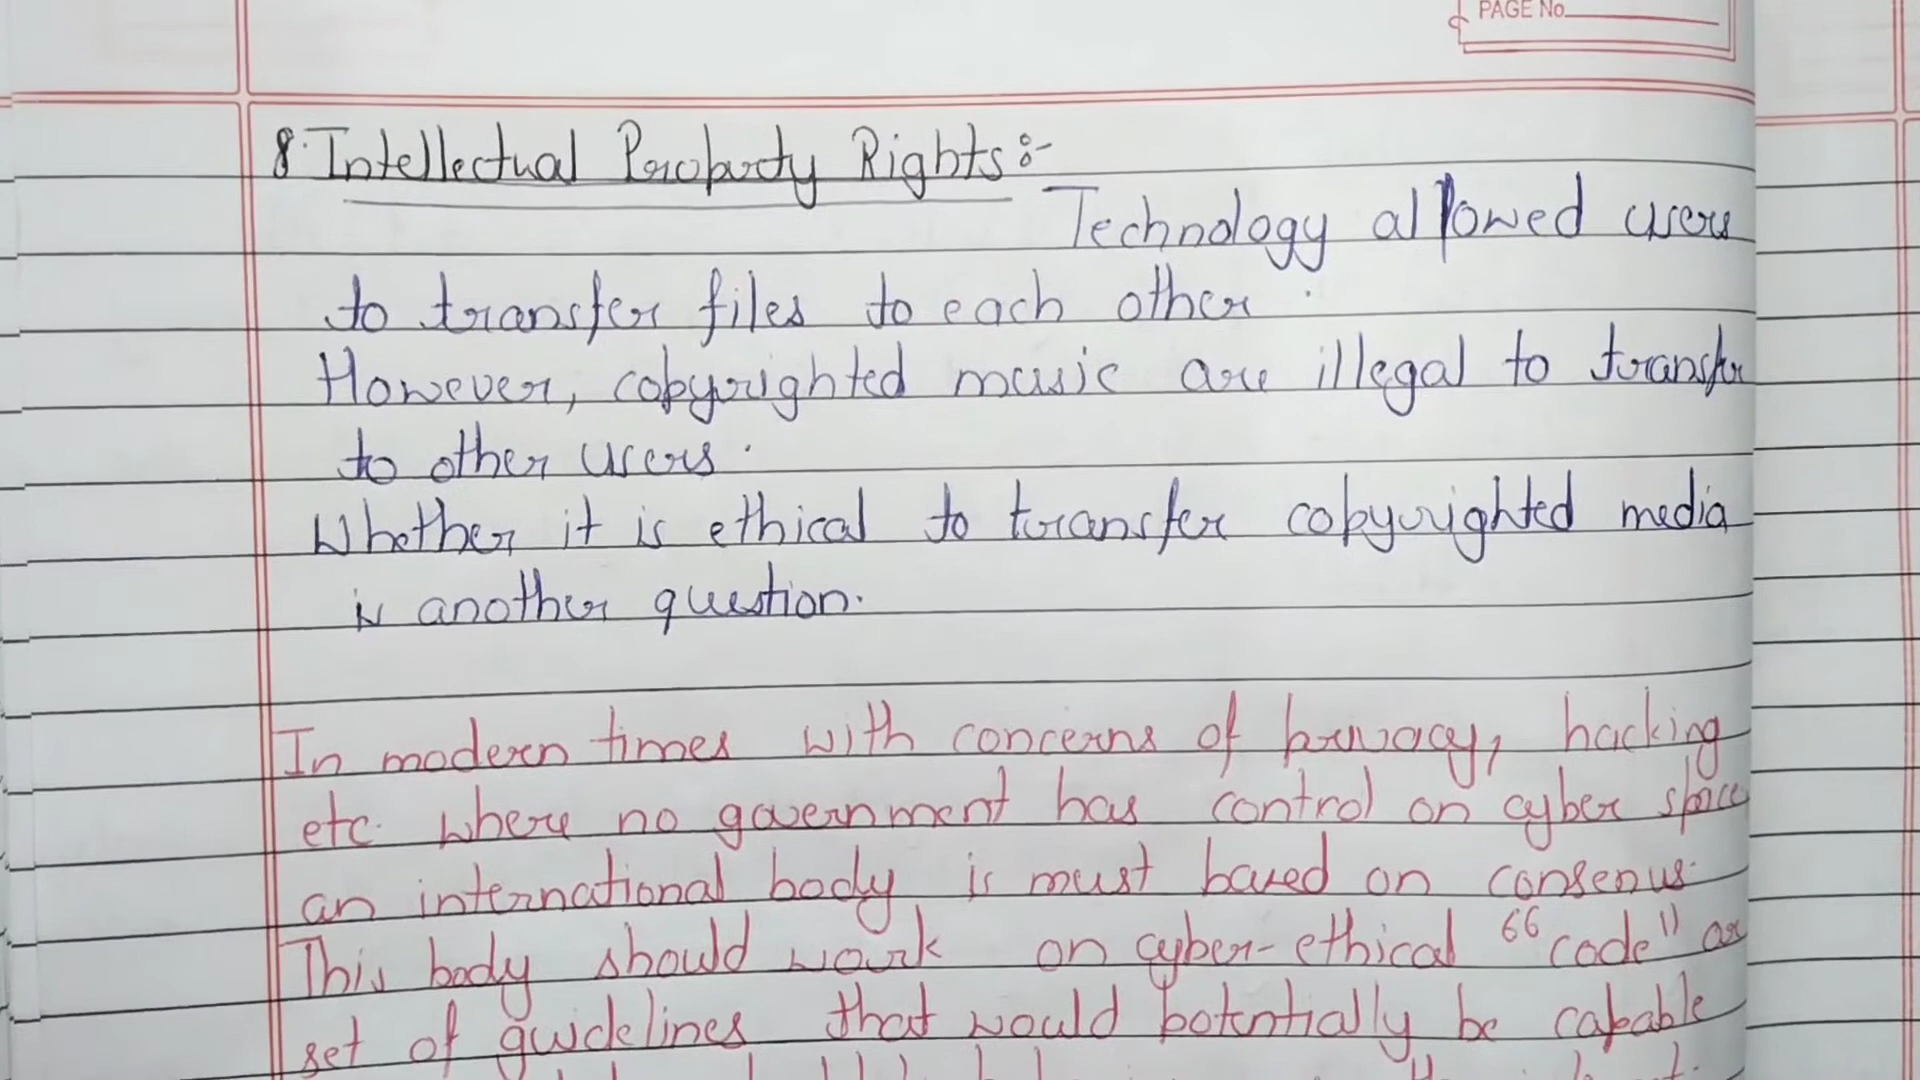 PAGE No.
8. Intellectual Property Rights :-
Technology allowed users
to transfer files to each other.
However, copyrighted music are illegal to transfer
to other users.
Whether it is ethical to transfer copyrighted media
is another question.
In modern times with concerns of privacy, hacking
etc. where no government has control on cyber space
an international body is must based on consenus.
This body should work on cyber-ethical "code" or
set of guidelines that would potentially be capable